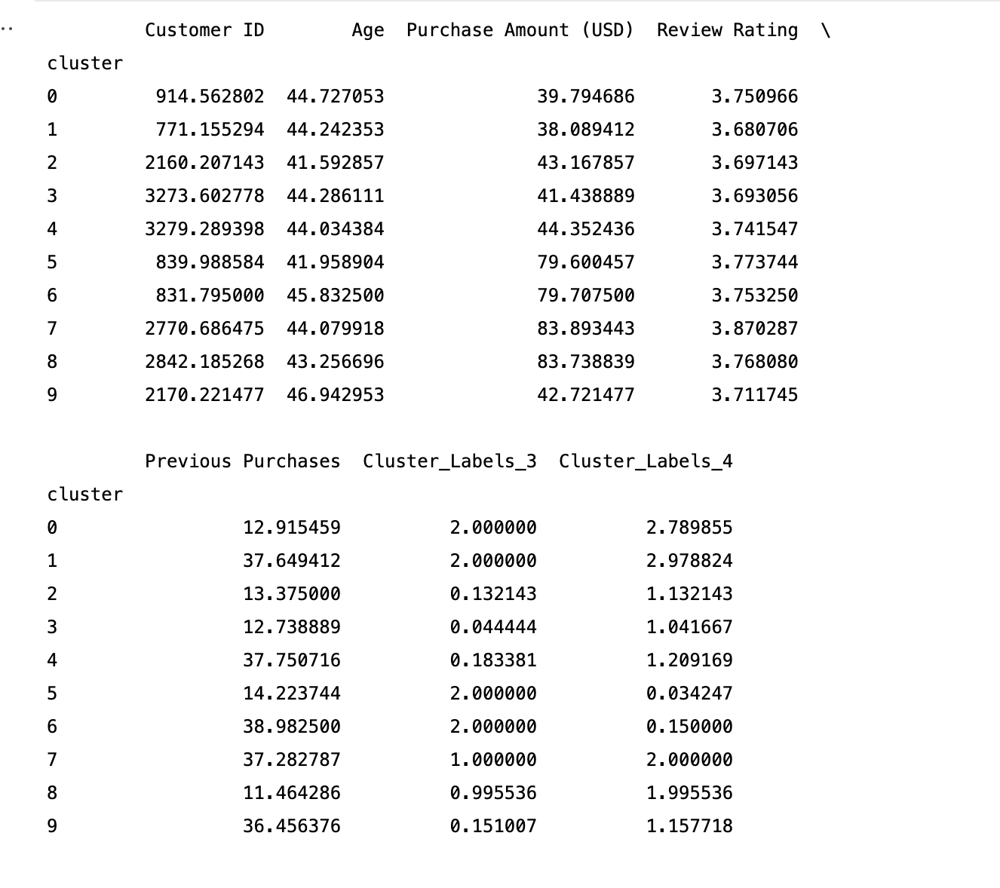 Customer ID        Age  Purchase Amount (USD)  Review Rating  \
cluster
0         914.562802  44.727053              39.794686       3.750966
1         771.155294  44.242353              38.089412       3.680706
2        2160.207143  41.592857              43.167857       3.697143
3        3273.602778  44.286111              41.438889       3.693056
4        3279.289398  44.034384              44.352436       3.741547
5         839.988584  41.958904              79.600457       3.773744
6         831.795000  45.832500              79.707500       3.753250
7        2770.686475  44.079918              83.893443       3.870287
8        2842.185268  43.256696              83.738839       3.768080
9        2170.221477  46.942953              42.721477       3.711745
Previous Purchases  Cluster_Labels_3  Cluster_Labels_4
cluster
0                 12.915459          2.000000          2.789855
1                 37.649412          2.000000          2.978824
2                 13.375000          0.132143          1.132143
3                 12.738889          0.044444          1.041667
4                 37.750716          0.183381          1.209169
5                 14.223744          2.000000          0.034247
6                 38.982500          2.000000          0.150000
7                 37.282787          1.000000          2.000000
8                 11.464286          0.995536          1.995536
9                 36.456376          0.151007          1.157718